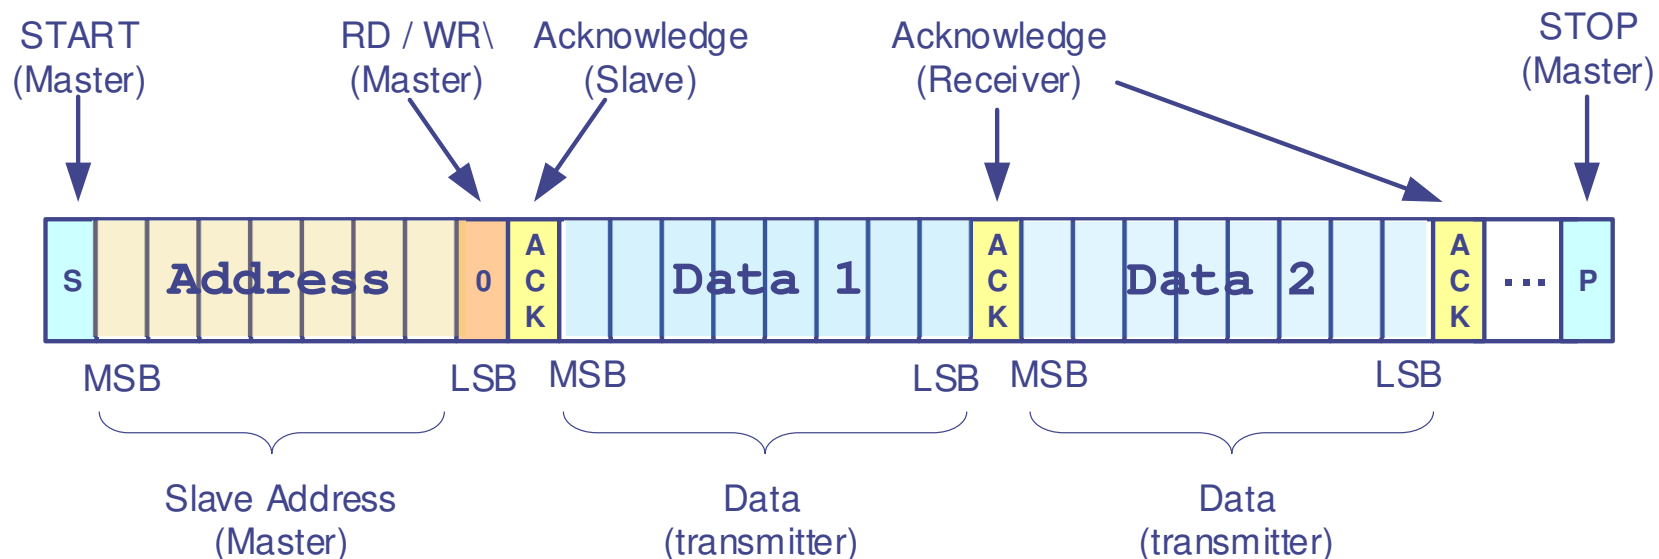 START
(Master)
RD / WR\
(Master)
Acknowledge
(Slave)
Acknowledge
(Receiver)
STOP
(Master)
S
Address
0
A
C
K
Data 1
A
C
K
Data 2
A
C
K
...
P
MSB
LSB
MSB
LSB
MSB
LSB
Slave Address
(Master)
Data
(transmitter)
Data
(transmitter)